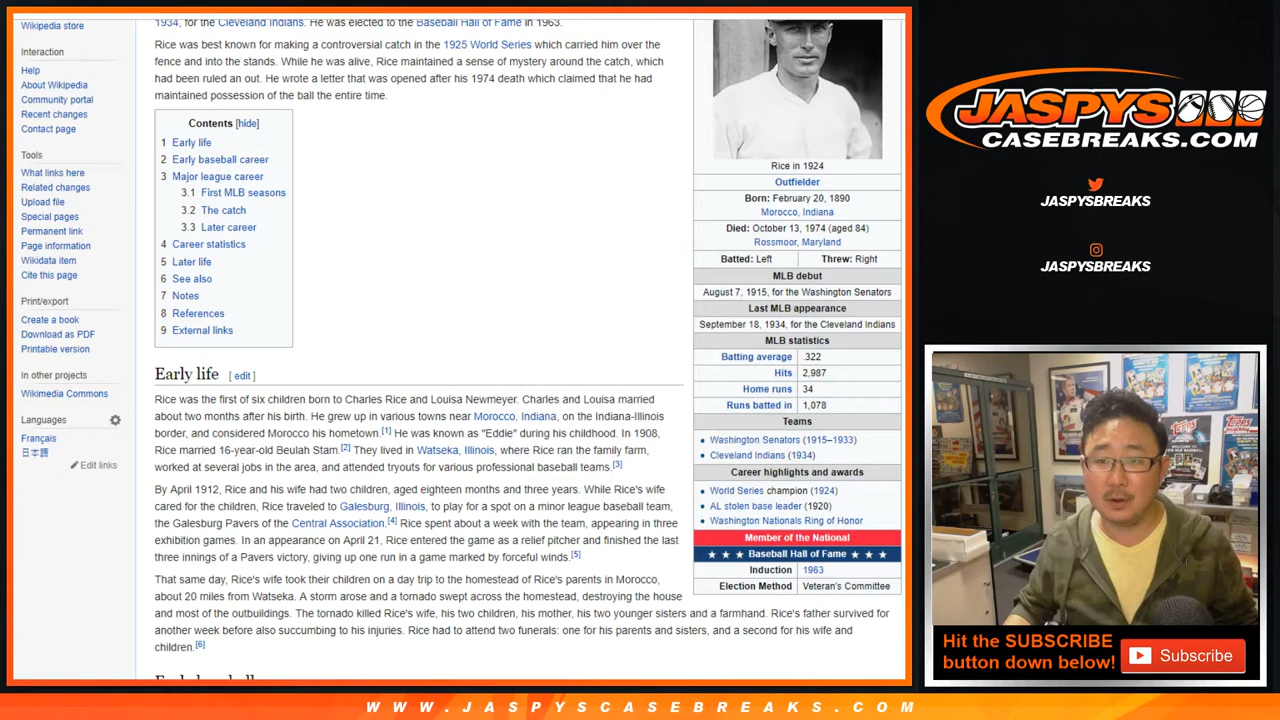 Wikipedia store
Interaction
Help
About Wikipedia
Community portal
Recent changes
Contact page
Tools
What links here
Related changes
Upload file
Special pages
Permanent link
Page information
Wikidata item
Cite this page
Print/export
Create a book
Download as PDF
Printable version
In other projects
Wikimedia Commons
Languages
Français
日本語
Edit links
1934, for the Cleveland Indians. He was elected to the Baseball Hall of Fame in 1963.
Rice was best known for making a controversial catch in the 1925 World Series which carried him over the
fence and into the stands. While he was alive, Rice maintained a sense of mystery around the catch, which
had been ruled an out. He wrote a letter that was opened after his 1974 death which claimed that he had
maintained possession of the ball the entire time.
Contents [hide]
1 Early life
2 Early baseball career
3 Major league career
3.1 First MLB seasons
3.2 The catch
3.3 Later career
4 Career statistics
5 Later life
6 See also
7 Notes
8 References
9 External links
Early life [ edit ]
Rice was the first of six children born to Charles Rice and Louisa Newmeyer. Charles and Louisa married
about two months after his birth. He grew up in various towns near Morocco, Indiana, on the Indiana-Illinois
border, and considered Morocco his hometown.[1] He was known as "Eddie" during his childhood. In 1908,
Rice married 16-year-old Beulah Stam.[2] They lived in Watseka, Illinois, where Rice ran the family farm,
worked at several jobs in the area, and attended tryouts for various professional baseball teams.[3]
By April 1912, Rice and his wife had two children, aged eighteen months and three years. While Rice's wife
cared for the children, Rice traveled to Galesburg, Illinois, to play for a spot on a minor league baseball team,
the Galesburg Pavers of the Central Association.[4] Rice spent about a week with the team, appearing in three
exhibition games. In an appearance on April 21, Rice entered the game as a relief pitcher and finished the last
three innings of a Pavers victory, giving up one run in a game marked by forceful winds.[5]
That same day, Rice's wife took their children on a day trip to the homestead of Rice's parents in Morocco,
about 20 miles from Watseka. A storm arose and a tornado swept across the homestead, destroying the house
and most of the outbuildings. The tornado killed Rice's wife, his two children, his mother, his two younger sisters and a farmhand. Rice's father survived for
another week before also succumbing to his injuries. Rice had to attend two funerals: one for his parents and sisters, and a second for his wife and
children.[6]
Rice in 1924
Outfielder
Born: February 20, 1890
Morocco, Indiana
Died: October 13, 1974 (aged 84)
Rossmoor, Maryland
Batted: Left Threw: Right
MLB debut
August 7, 1915, for the Washington Senators
Last MLB appearance
September 18, 1934, for the Cleveland Indians
MLB statistics
Batting average .322
Hits 2,987
Home runs 34
Runs batted in 1,078
Teams
• Washington Senators (1915–1933)
• Cleveland Indians (1934)
Career highlights and awards
• World Series champion (1924)
• AL stolen base leader (1920)
• Washington Nationals Ring of Honor
Member of the National
★ ★ ★ Baseball Hall of Fame ★ ★ ★
Induction 1963
Election Method Veteran's Committee
JASPYS
CASEBREAKS.COM
JASPYSBREAKS
JASPYSBREAKS
TOPPS
Hit the SUBSCRIBE
button down below!
Subscribe
WWW.JASPYSCASEBREAKS.COM